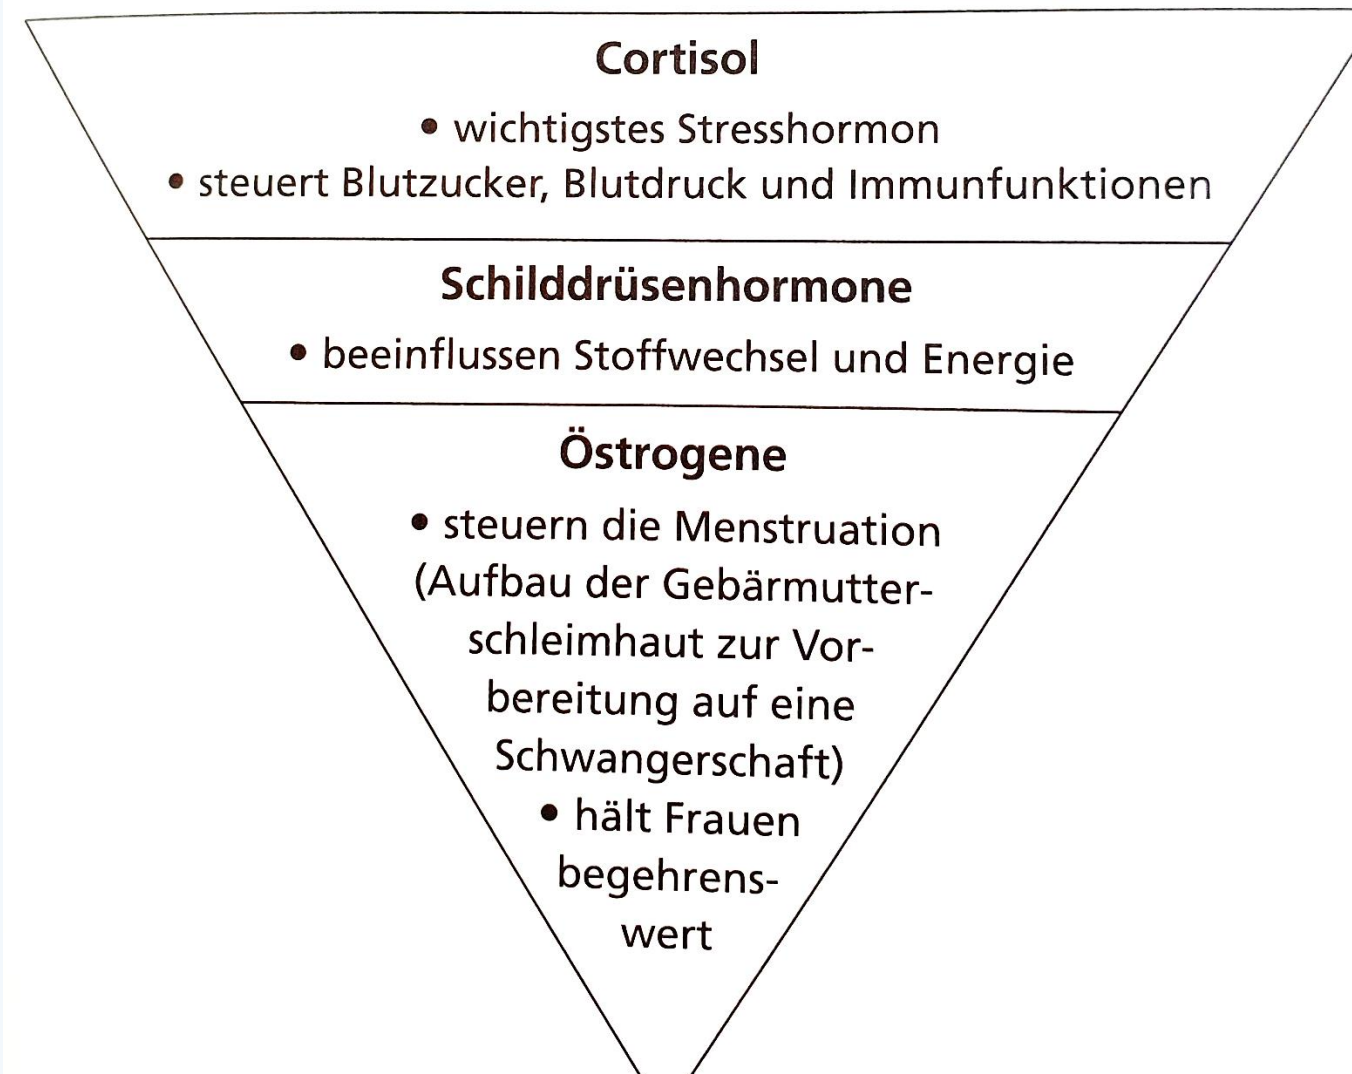 Cortisol
• wichtigstes Stresshormon
• steuert Blutzucker, Blutdruck und Immunfunktionen
Schilddrüsenhormone
• beeinflussen Stoffwechsel und Energie
Östrogene
• steuern die Menstruation
(Aufbau der Gebärmutter-
schleimhaut zur Vor-
bereitung auf eine
Schwangerschaft)
• hält Frauen
begehrens-
wert